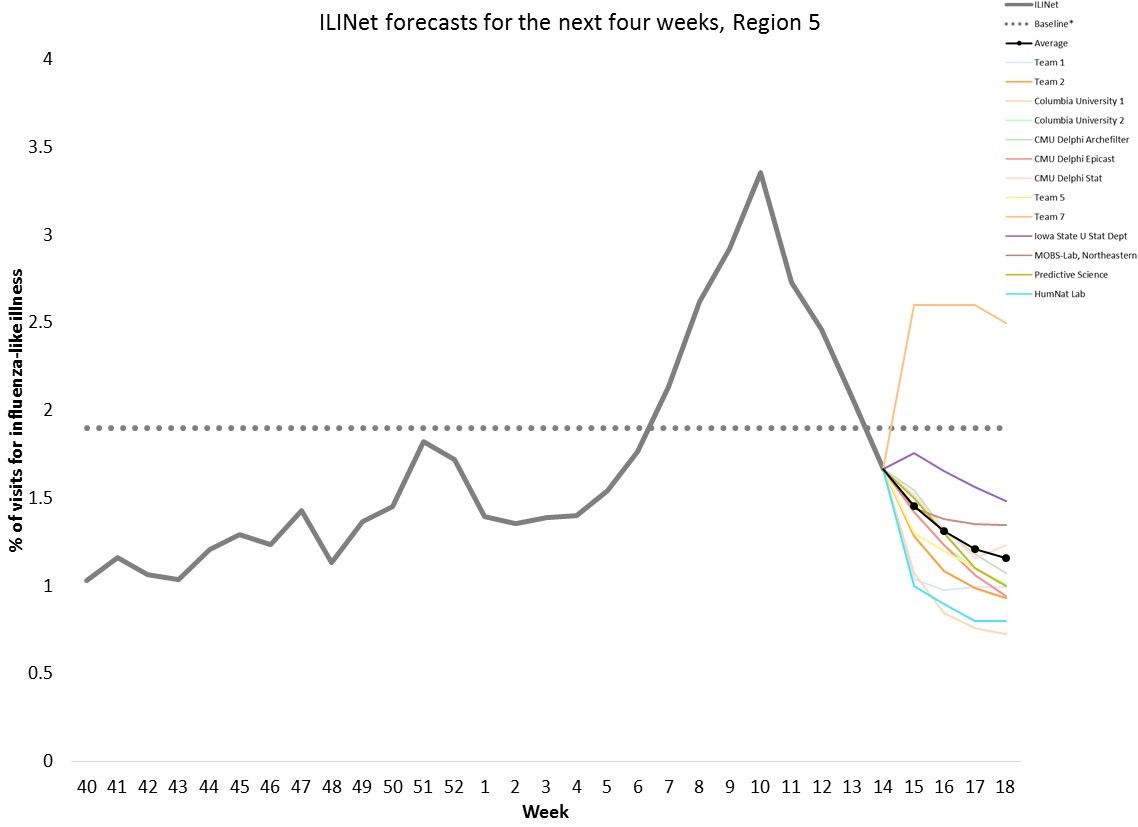 ILINet forecasts for the next four weeks, Region 5
ILINet
Baseline*
Average
Team 1
Team 2
Columbia University 1
Columbia University 2
CMU Delphi Archefilter
CMU Delphi Epicast
CMU Delphi Stat
Team 5
Team 7
Iowa State U Stat Dept
MOBS-Lab, Northeastern
Predictive Science
HumNat Lab
% of visits for influenza-like illness
4
3.5
3
2.5
2
1.5
1
0.5
0
40 41 42 43 44 45 46 47 48 49 50 51 52 1 2 3 4 5 6 7 8 9 10 11 12 13 14 15 16 17 18
Week